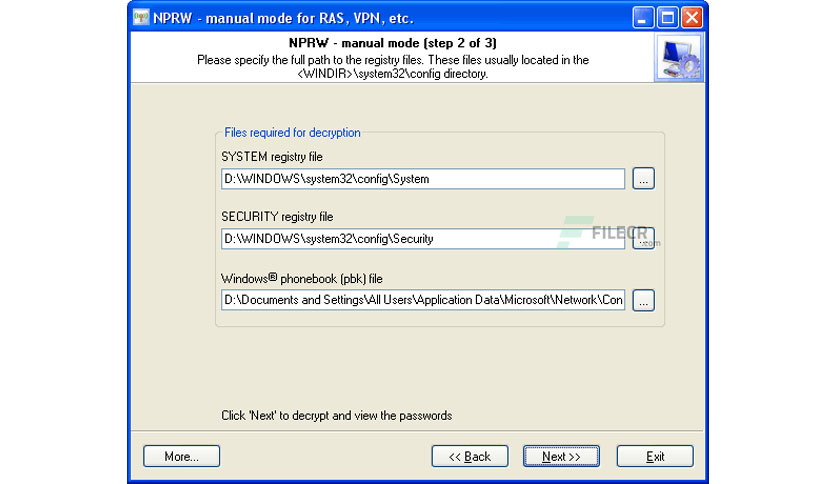 NPRW - manual mode for RAS, VPN, etc.
NPRW - manual mode (step 2 of 3)
Please specify the full path to the registry files. These files usually located in the
<WINDIR>\system32\config directory.
Files required for decryption
SYSTEM registry file
D:\WINDOWS\system32\config\System
...
SECURITY registry file
D:\WINDOWS\system32\config\Security
...
FILECR
.com
Windows® phonebook (pbk) file
D:\Documents and Settings\All Users\Application Data\Microsoft\Network\Con
...
Click 'Next' to decrypt and view the passwords
More...
<< Back
Next >>
Exit